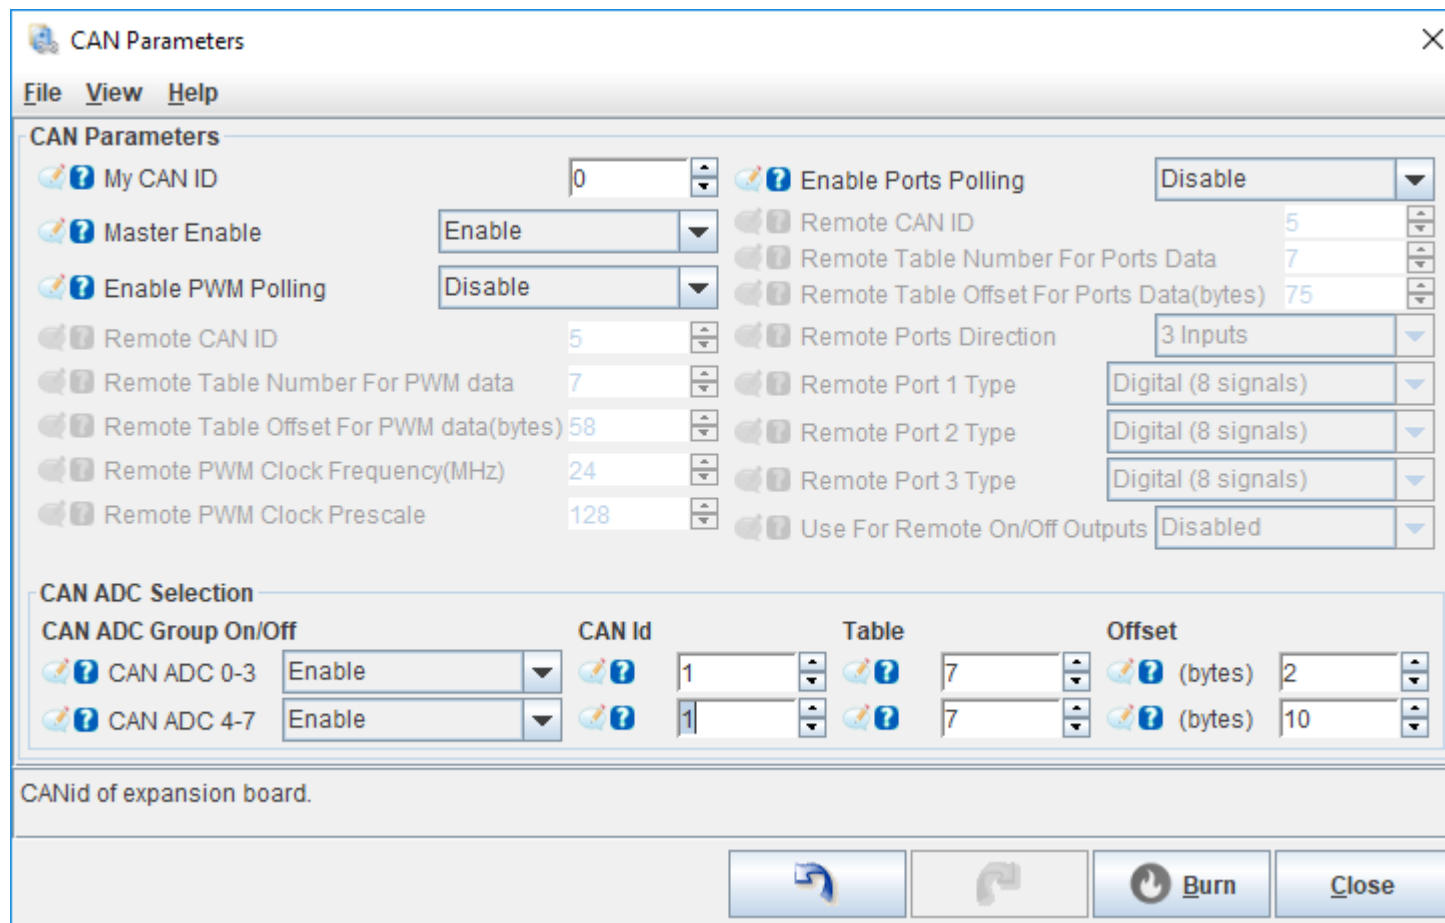 CAN Parameters
File View Help
CAN Parameters
My CAN ID 0
Master Enable Enable
Enable PWM Polling Disable
Remote CAN ID 5
Remote Table Number For PWM data 7
Remote Table Offset For PWM data(bytes) 58
Remote PWM Clock Frequency(MHz) 24
Remote PWM Clock Prescale 128
Enable Ports Polling Disable
Remote CAN ID 5
Remote Table Number For Ports Data 7
Remote Table Offset For Ports Data(bytes) 75
Remote Ports Direction 3 Inputs
Remote Port 1 Type Digital (8 signals)
Remote Port 2 Type Digital (8 signals)
Remote Port 3 Type Digital (8 signals)
Use For Remote On/Off Outputs Disabled
CAN ADC Selection
CAN ADC Group On/Off CAN Id Table Offset
CAN ADC 0-3 Enable 1 7 (bytes) 2
CAN ADC 4-7 Enable 1 7 (bytes) 10
CANid of expansion board.
Burn Close